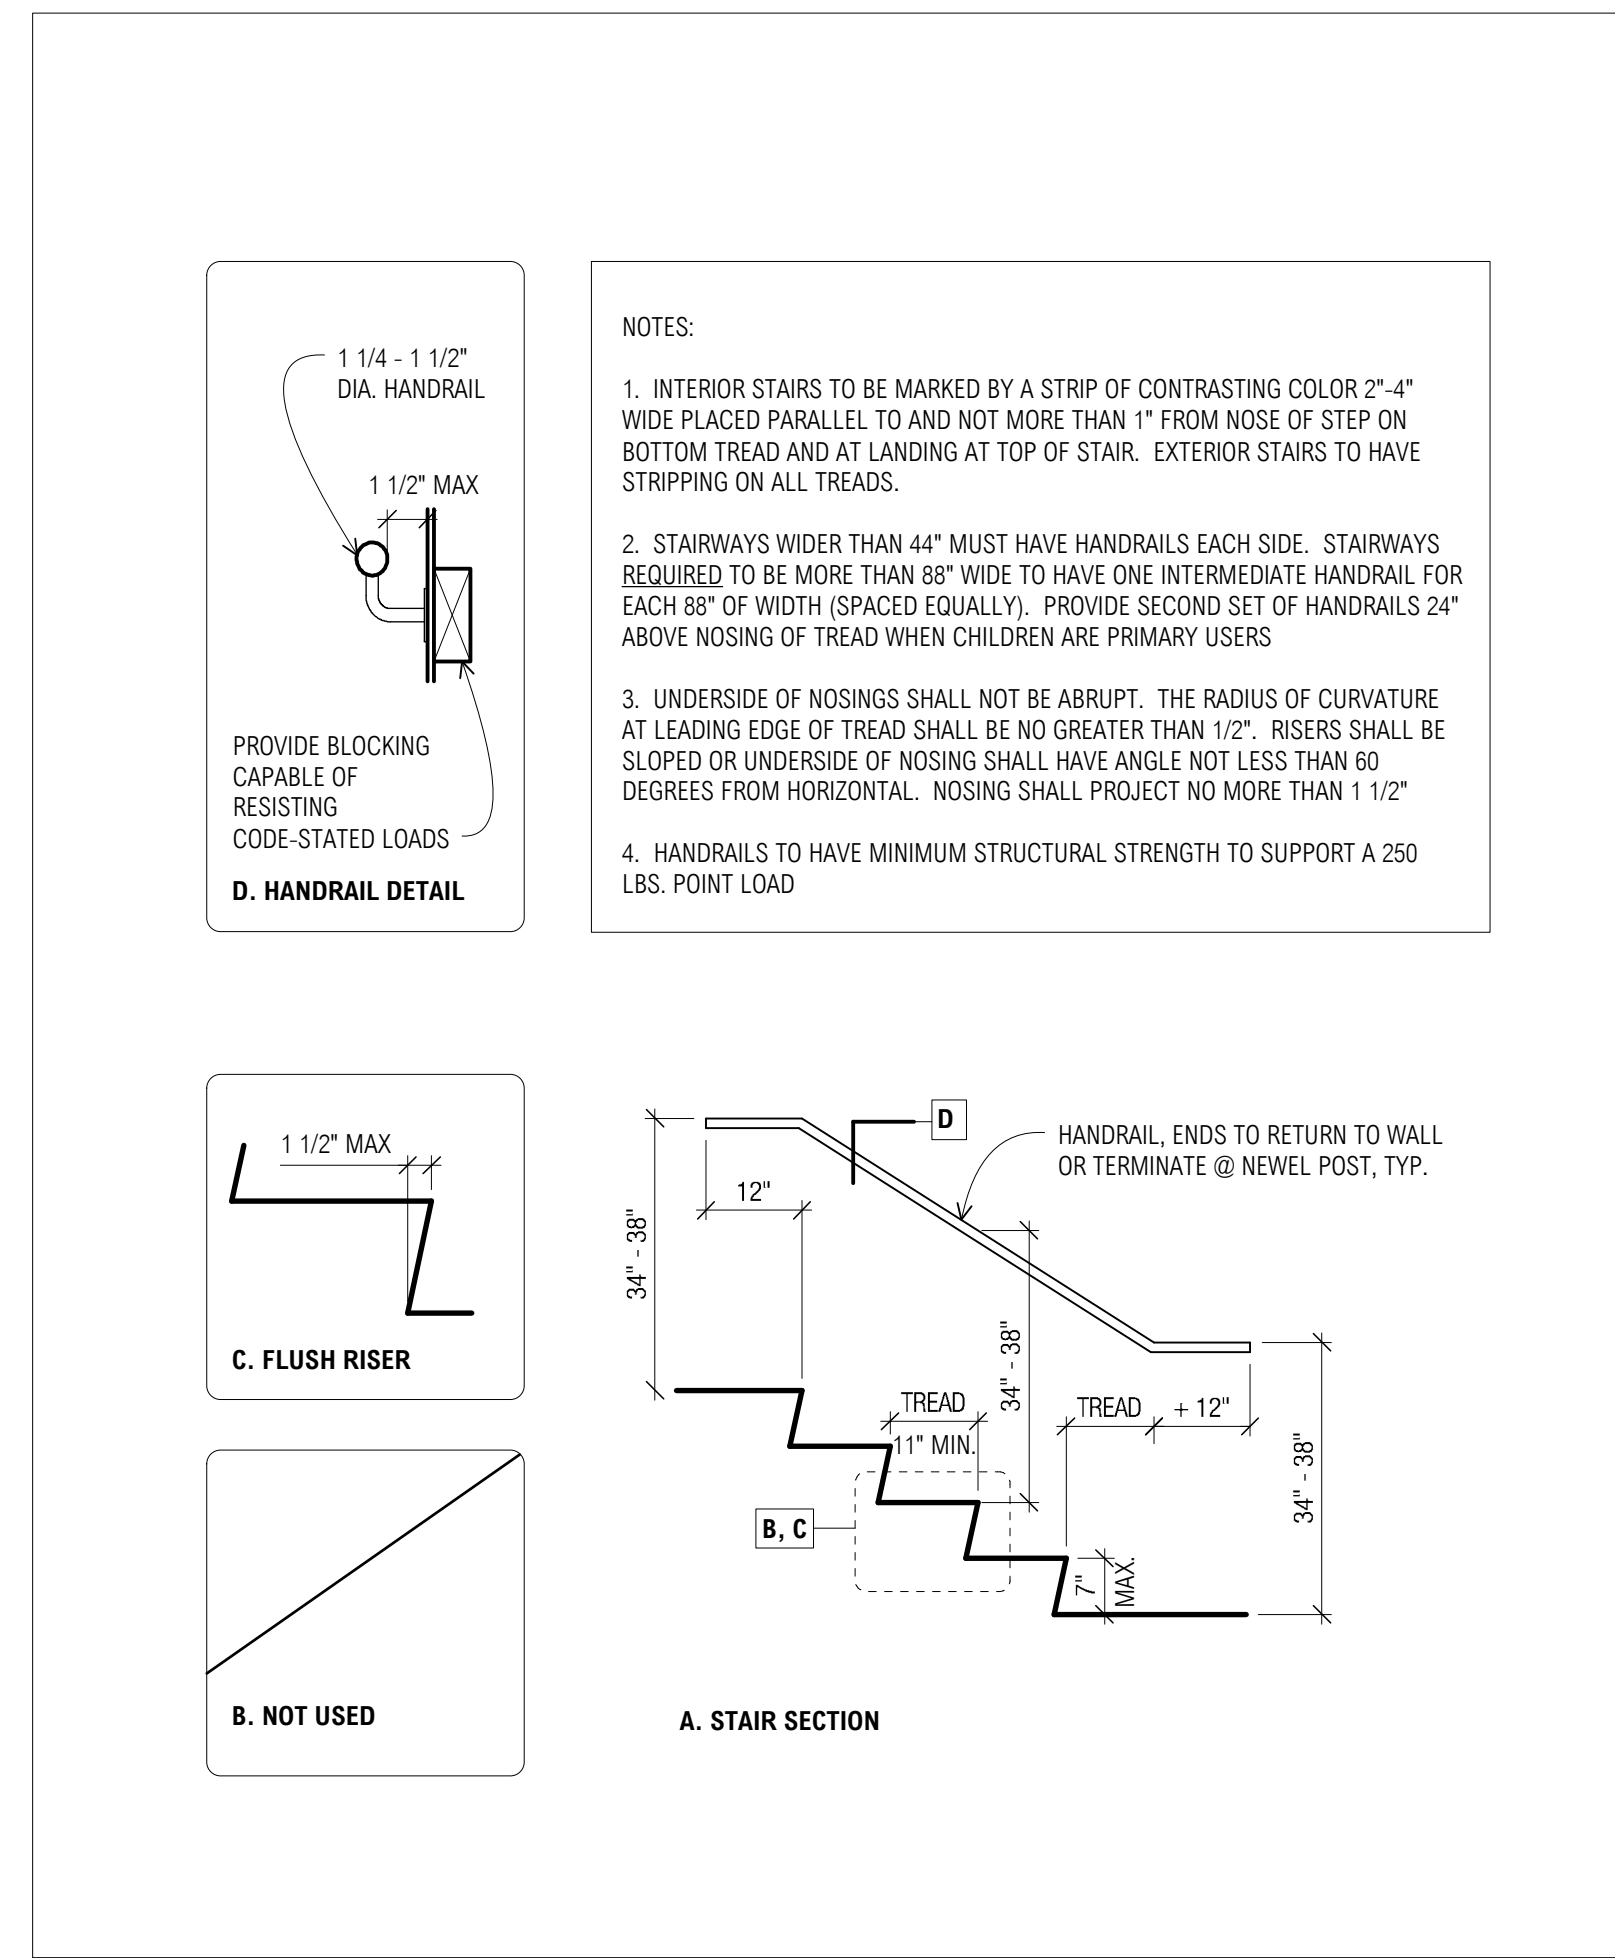 1 1/4 - 1 1/2"
DIA. HANDRAIL
1 1/2" MAX
PROVIDE BLOCKING
CAPABLE OF
RESISTING
CODE-STATED LOADS
D. HANDRAIL DETAIL
NOTES:
1. INTERIOR STAIRS TO BE MARKED BY A STRIP OF CONTRASTING COLOR 2"-4"
WIDE PLACED PARALLEL TO AND NOT MORE THAN 1" FROM NOSE OF STEP ON
BOTTOM TREAD AND AT LANDING AT TOP OF STAIR. EXTERIOR STAIRS TO HAVE
STRIPPING ON ALL TREADS.
2. STAIRWAYS WIDER THAN 44" MUST HAVE HANDRAILS EACH SIDE. STAIRWAYS
REQUIRED TO BE MORE THAN 88" WIDE TO HAVE ONE INTERMEDIATE HANDRAIL FOR
EACH 88" OF WIDTH (SPACED EQUALLY). PROVIDE SECOND SET OF HANDRAILS 24"
ABOVE NOSING OF TREAD WHEN CHILDREN ARE PRIMARY USERS
3. UNDERSIDE OF NOSINGS SHALL NOT BE ABRUPT. THE RADIUS OF CURVATURE
AT LEADING EDGE OF TREAD SHALL BE NO GREATER THAN 1/2". RISERS SHALL BE
SLOPED OR UNDERSIDE OF NOSING SHALL HAVE ANGLE NOT LESS THAN 60
DEGREES FROM HORIZONTAL. NOSING SHALL PROJECT NO MORE THAN 1 1/2"
4. HANDRAILS TO HAVE MINIMUM STRUCTURAL STRENGTH TO SUPPORT A 250
LBS. POINT LOAD
1 1/2" MAX
C. FLUSH RISER
B. NOT USED
D
HANDRAIL, ENDS TO RETURN TO WALL
OR TERMINATE @ NEWEL POST, TYP.
12"
34" - 38"
34" - 38"
TREAD
11" MIN.
TREAD
+ 12"
34" - 38"
B, C
7"
MAX.
A. STAIR SECTION